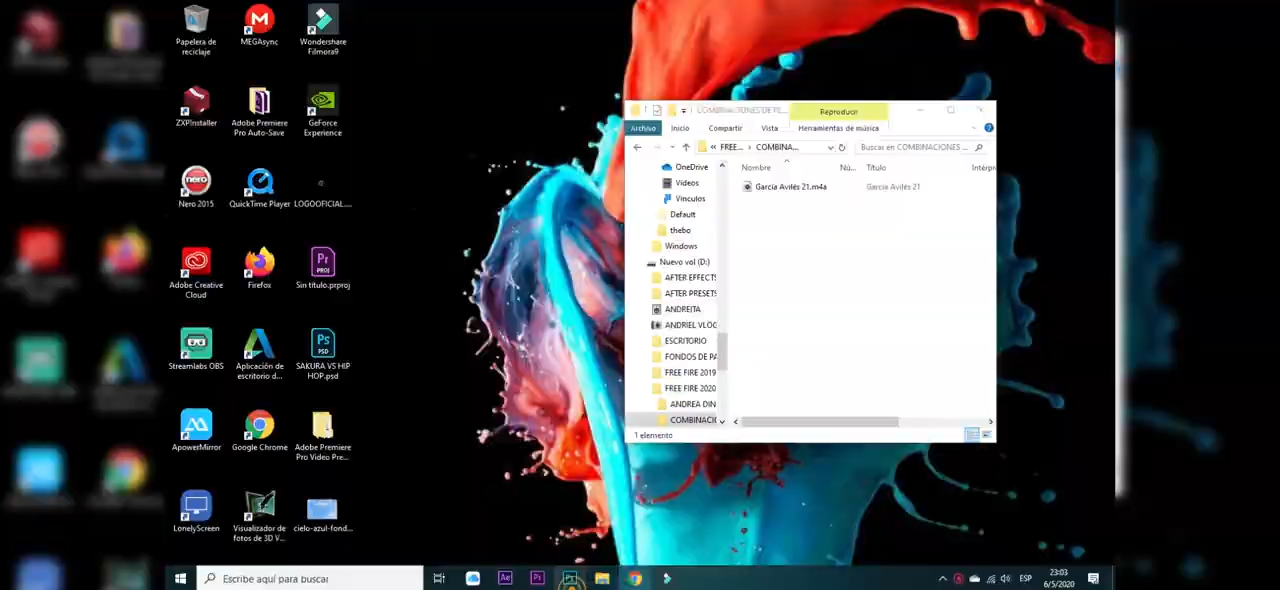 Papelera de
reciclaje
MEGAsync
Wondershare
Filmora9
ZXPInstaller
Adobe Premiere
Pro Auto-Save
GeForce
Experience
Nero 2015
QuickTime Player
LOGOOFICIAL....
Adobe Creative
Cloud
Firefox
Sin título.prproj
Streamlabs OBS
Aplicación de
escritorio d...
SAKURA VS HIP
HOP.psd
ApowerMirror
Google Chrome
Adobe Premiere
Pro Video Pre...
LonelyScreen
Visualizador de
fotos de 3D V...
cielo-azul-fond...
COMBINACIONES DE PE...
Reproducir
Archivo
Inicio
Compartir
Vista
Herramientas de música
« FREE... › COMBINA...
Buscar en COMBINACIONES ...
Nombre
Nú...
Título
Intérpr
García Avilés 21.m4a
García Avilés 21
OneDrive
Vídeos
Vínculos
Default
thebo
Windows
Nuevo vol (D:)
AFTER EFFECTS
AFTER PRESETS
ANDREITA
ANDRIEL VLOG
ESCRITORIO
FONDOS DE PA
FREE FIRE 2019
FREE FIRE 2020
ANDREA DIN
COMBINACIO
1 elemento
Escribe aquí para buscar
ESP
23:03
6/5/2020